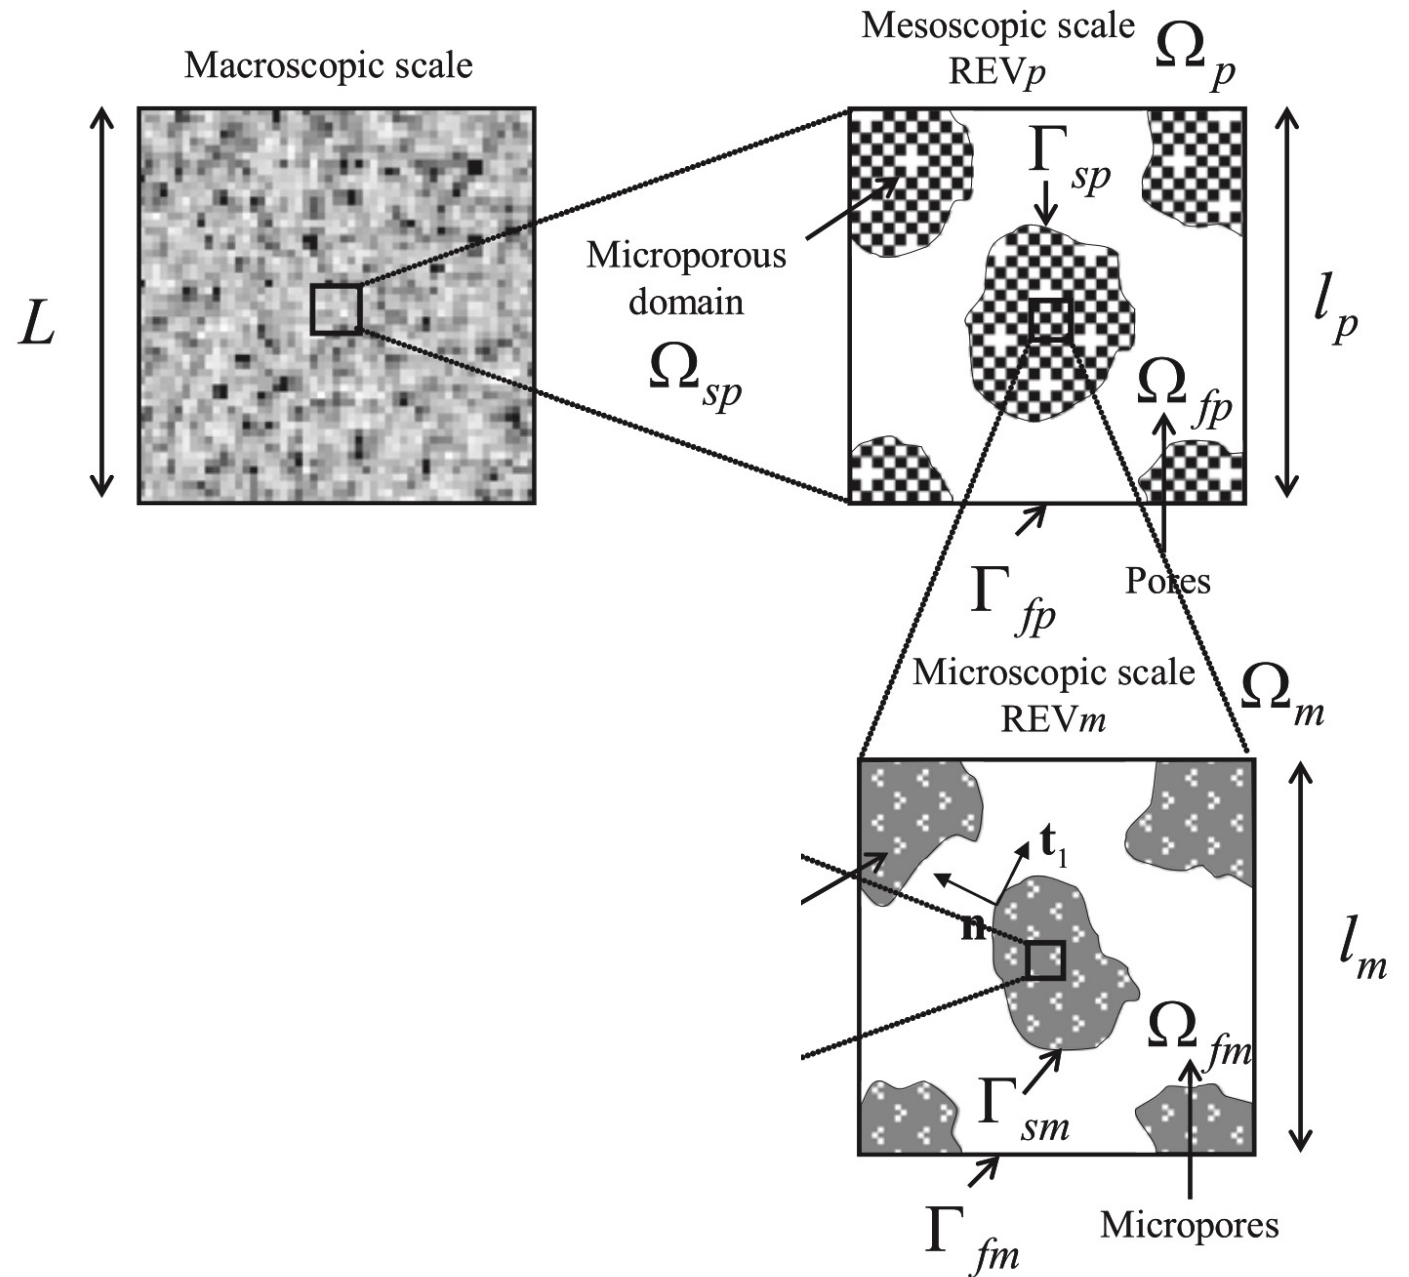 Macroscopic scale
L
Mesoscopic scale
REVp
Ωp
Γsp
Microporous
domain
Ωsp
lp
Ωfp
Γfp
Pores
Microscopic scale
REVm
Ωm
t1
n
lm
Ωfm
Γsm
Γfm
Micropores